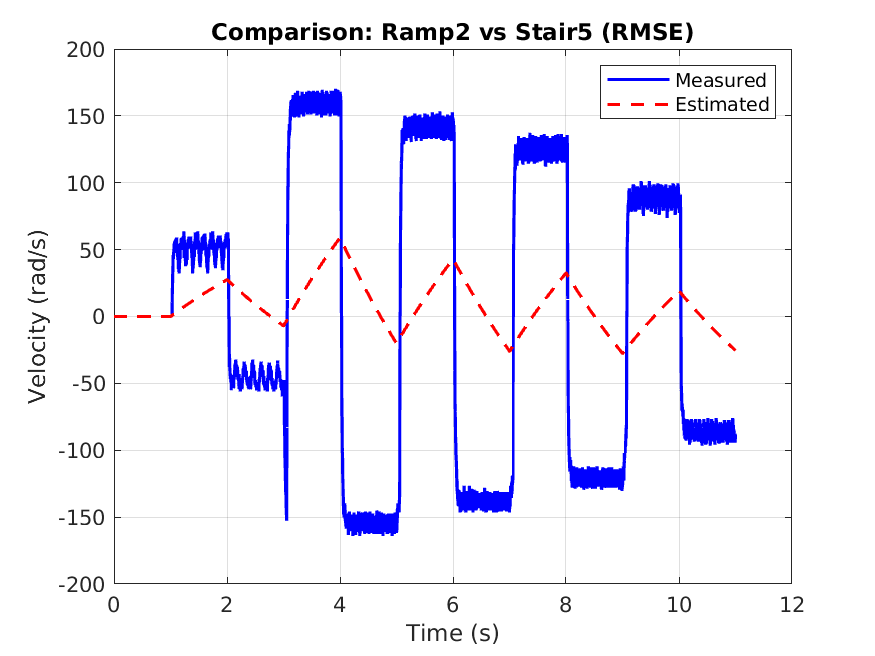 Comparison: Ramp2 vs Stair5 (RMSE)
Measured
Estimated
200
150
100
50
0
-50
-100
-150
-200
Velocity (rad/s)
0 2 4 6 8 10 12
Time (s)